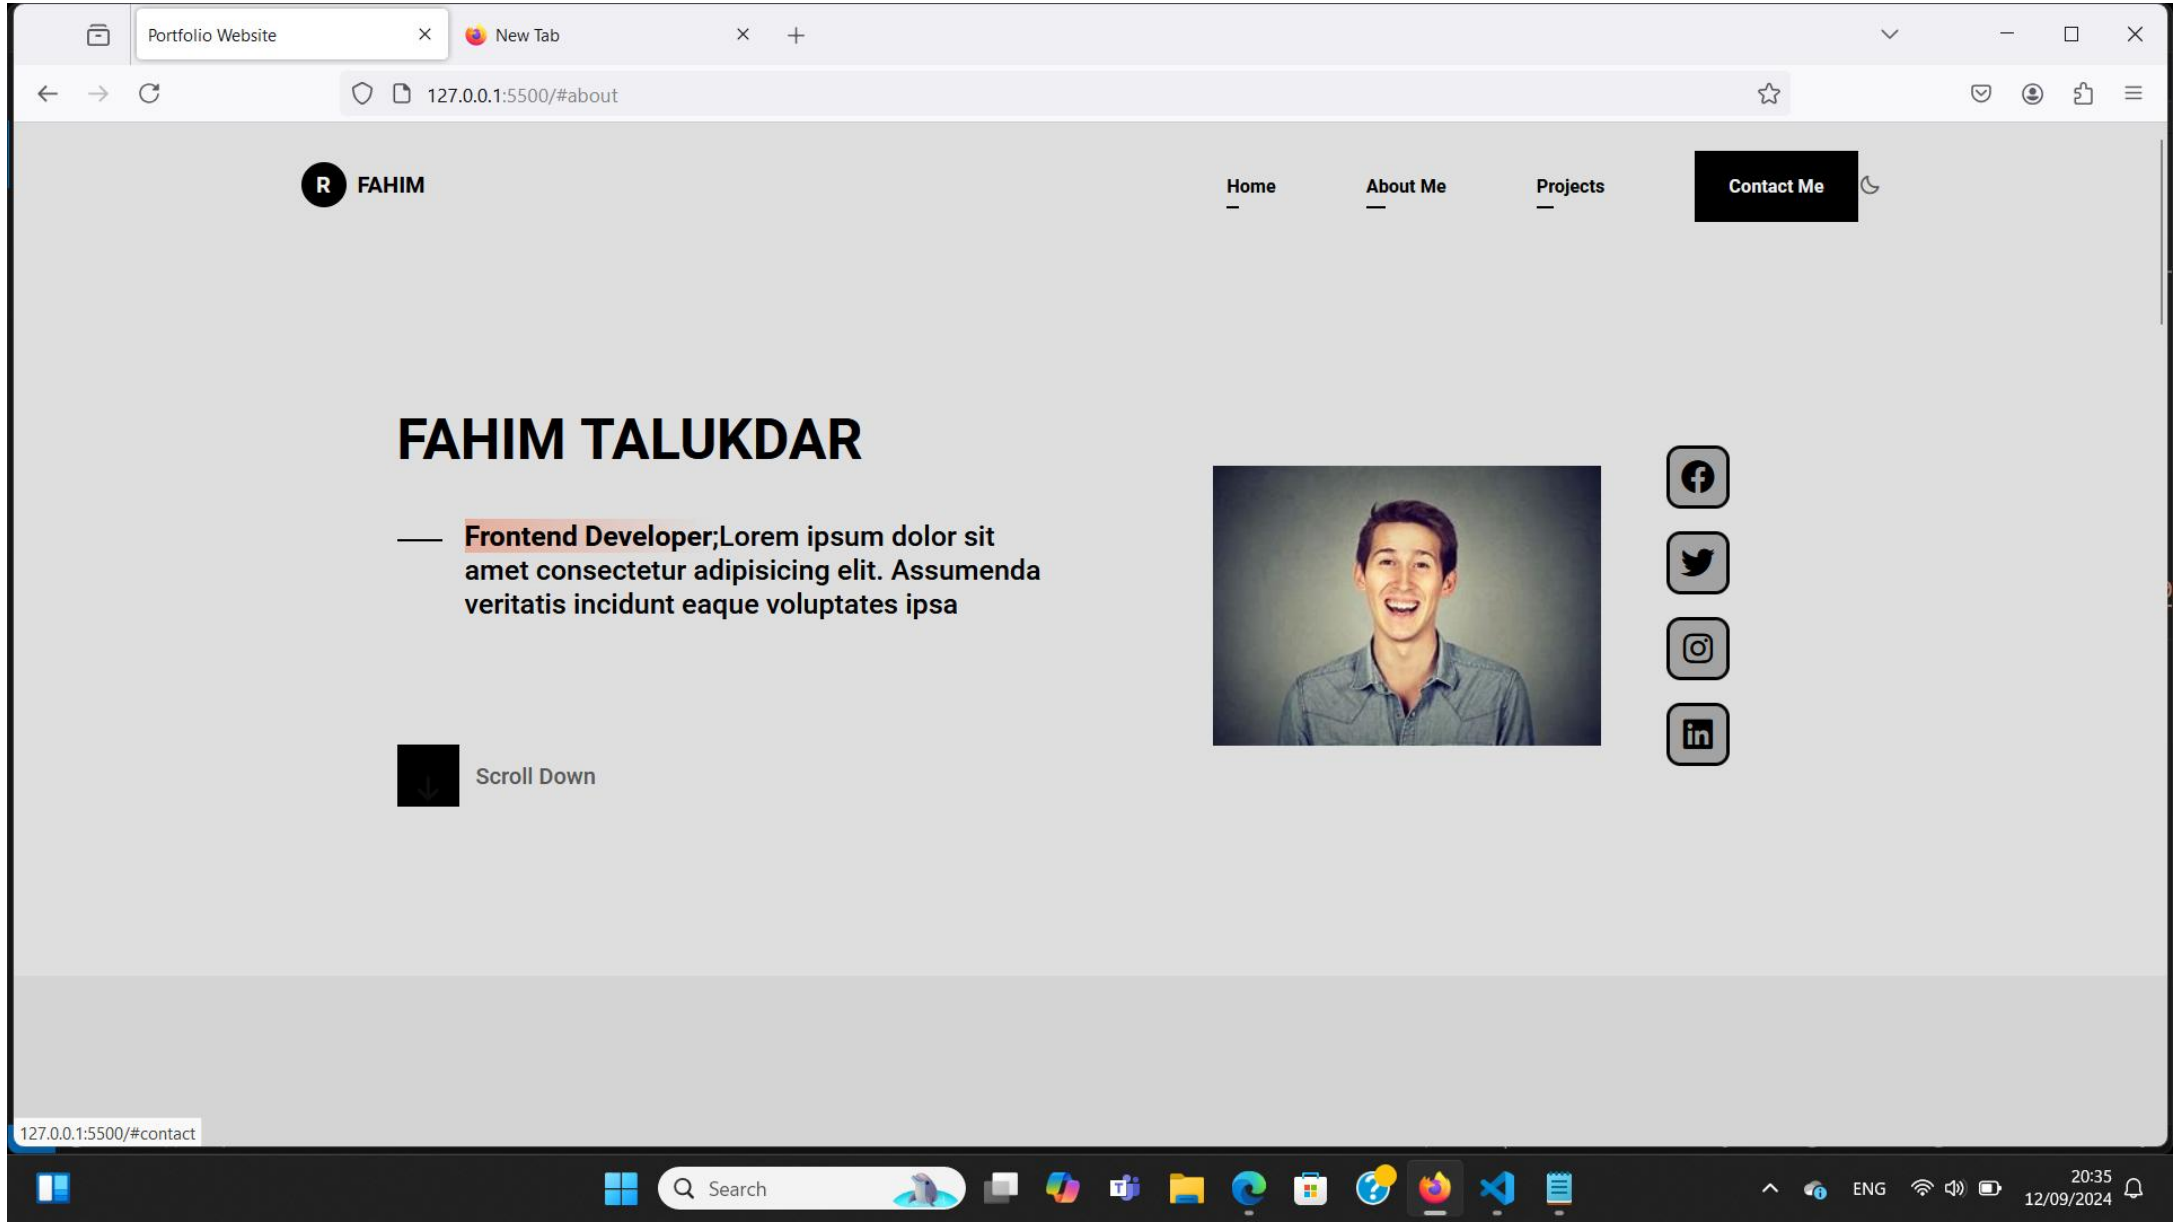 Portfolio Website
New Tab
127.0.0.1:5500/#about
R FAHIM
Home
About Me
Projects
Contact Me
FAHIM TALUKDAR
Frontend Developer;Lorem ipsum dolor sit
amet consectetur adipisicing elit. Assumenda
veritatis incidunt eaque voluptates ipsa
in
Scroll Down
127.0.0.1:5500/#contact
Search
ENG
20:35
12/09/2024